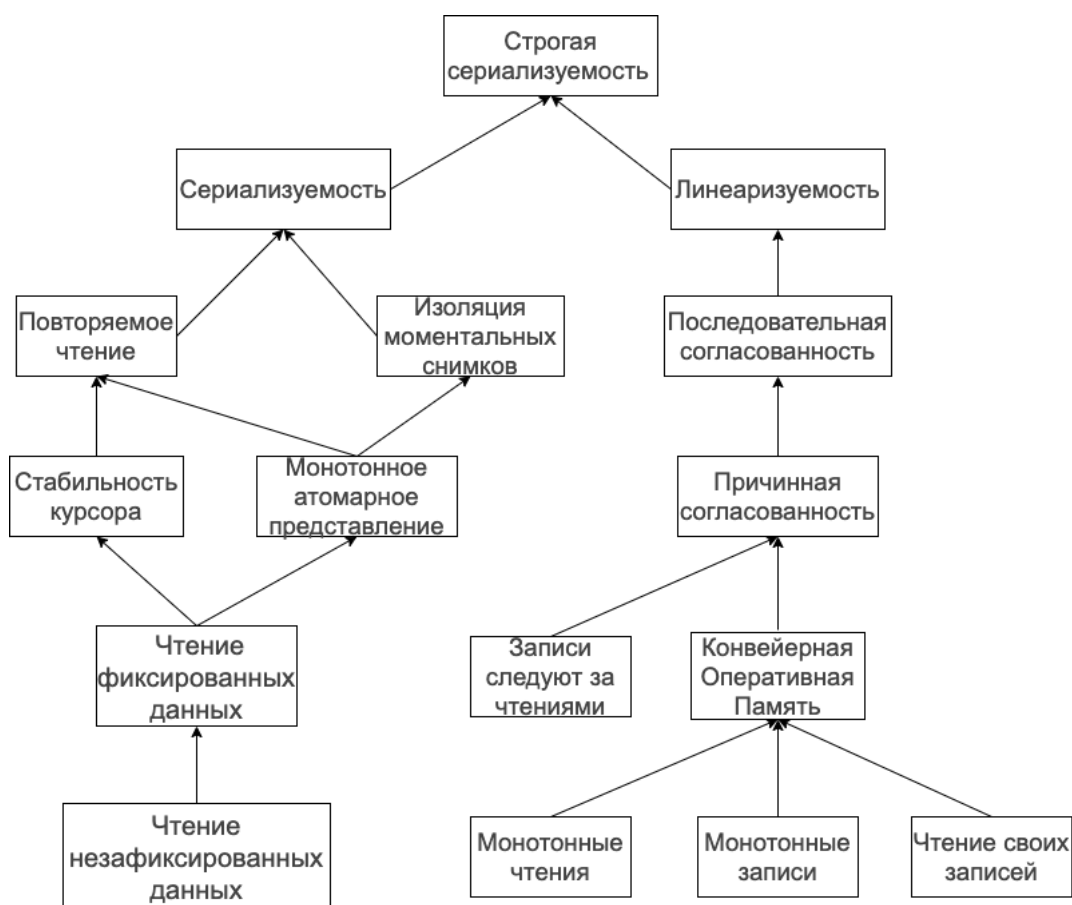 Строгая
сериализуемость
Сериализуемость
Линеаризуемость
Повторяемое
чтение
Изоляция
моментальных
снимков
Последовательная
согласованность
Стабильность
курсора
Монотонное
атомарное
представление
Причинная
согласованность
Чтение
фиксированных
данных
Записи
следуют за
чтениями
Конвейерная
Оперативная
Память
Чтение
незафиксированных
данных
Монотонные
чтения
Монотонные
записи
Чтение своих
записей